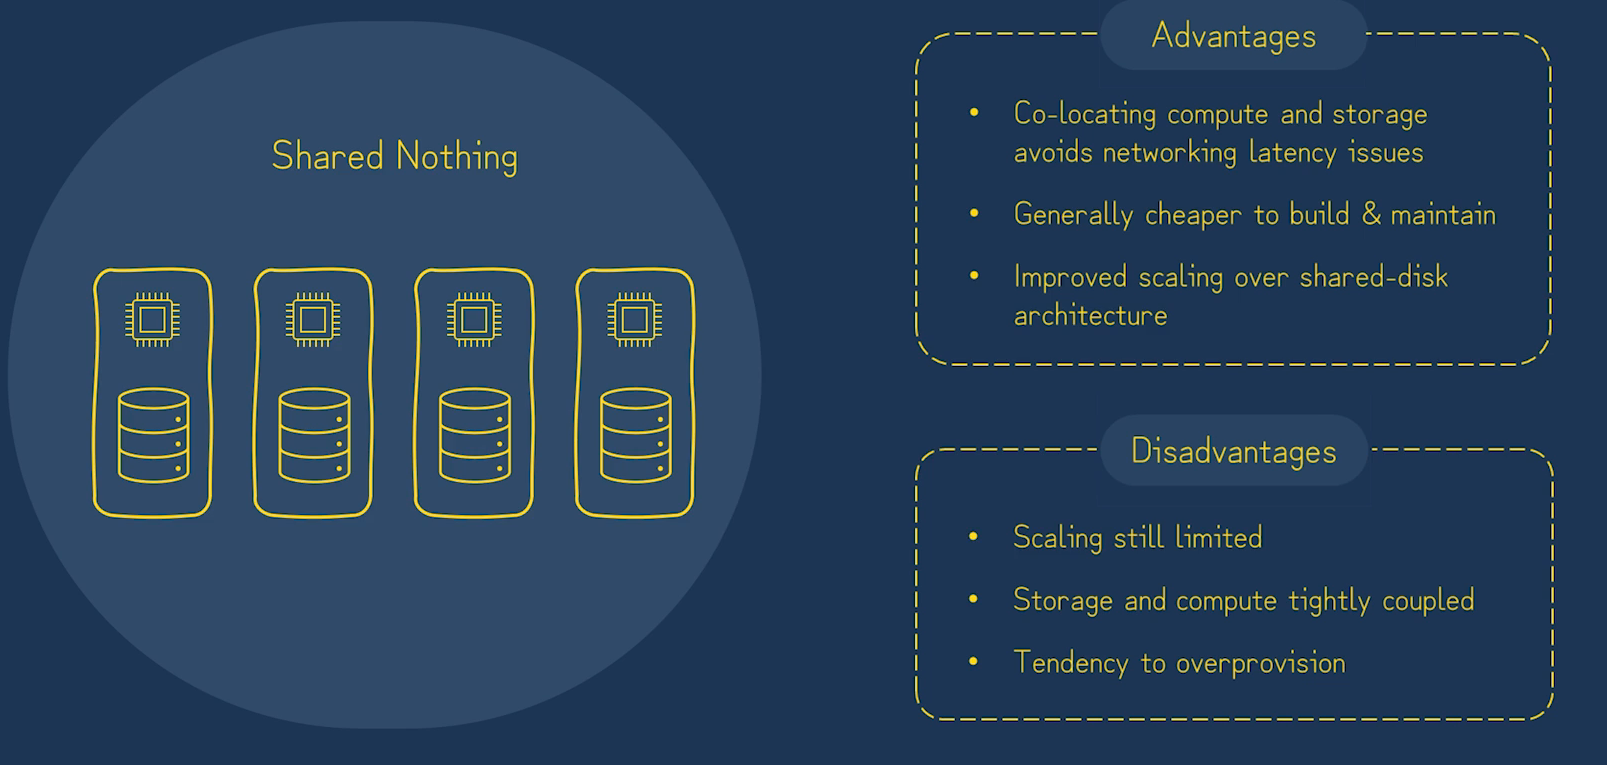 Shared Nothing
Advantages
• Co-locating compute and storage
avoids networking latency issues
• Generally cheaper to build & maintain
• Improved scaling over shared-disk
architecture
Disadvantages
• Scaling still limited
• Storage and compute tightly coupled
• Tendency to overprovision